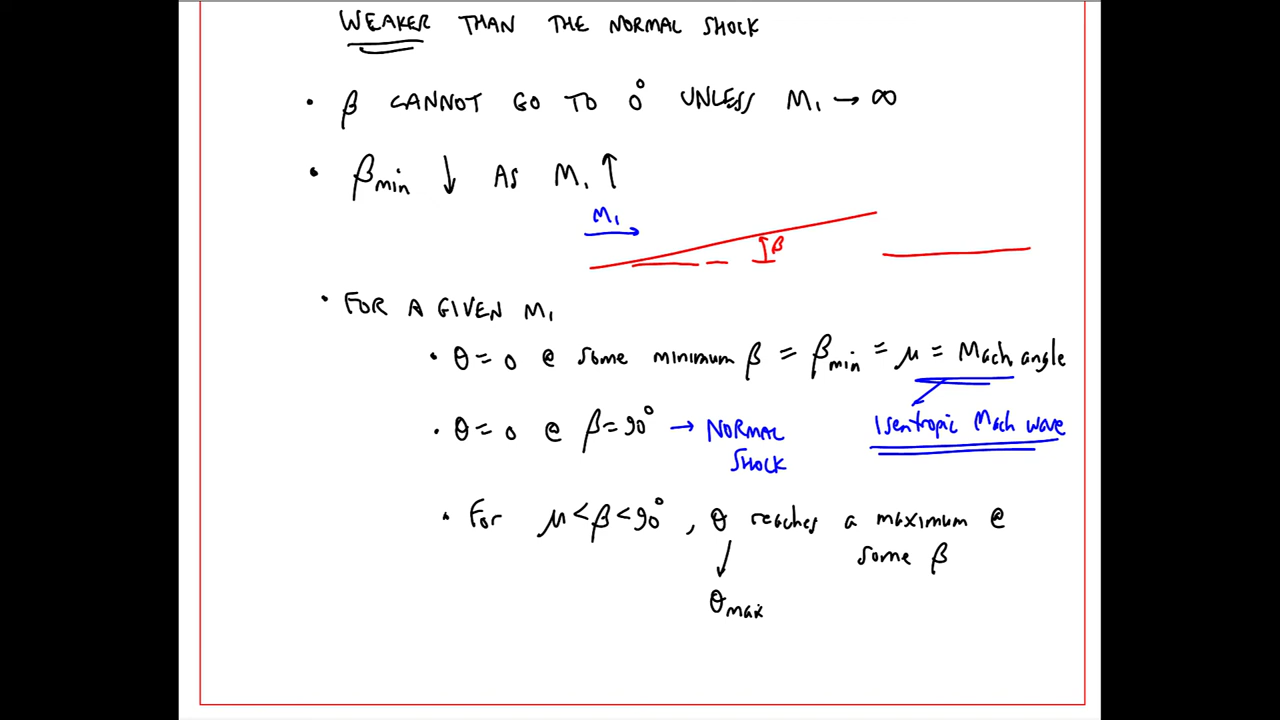 WEAKER THAN THE NORMAL SHOCK
• β CANNOT GO TO 0° UNLESS M₁ → ∞
• βmin ↓ AS M₁ ↑
M₁
β
• FOR A GIVEN M₁
• θ = 0 @ some minimum β = βmin = μ = Mach angle
• θ = 0 @ β = 90° → NORMAL SHOCK
Isentropic Mach wave
• For μ < β < 90°, θ reaches a maximum @
some β
θmax